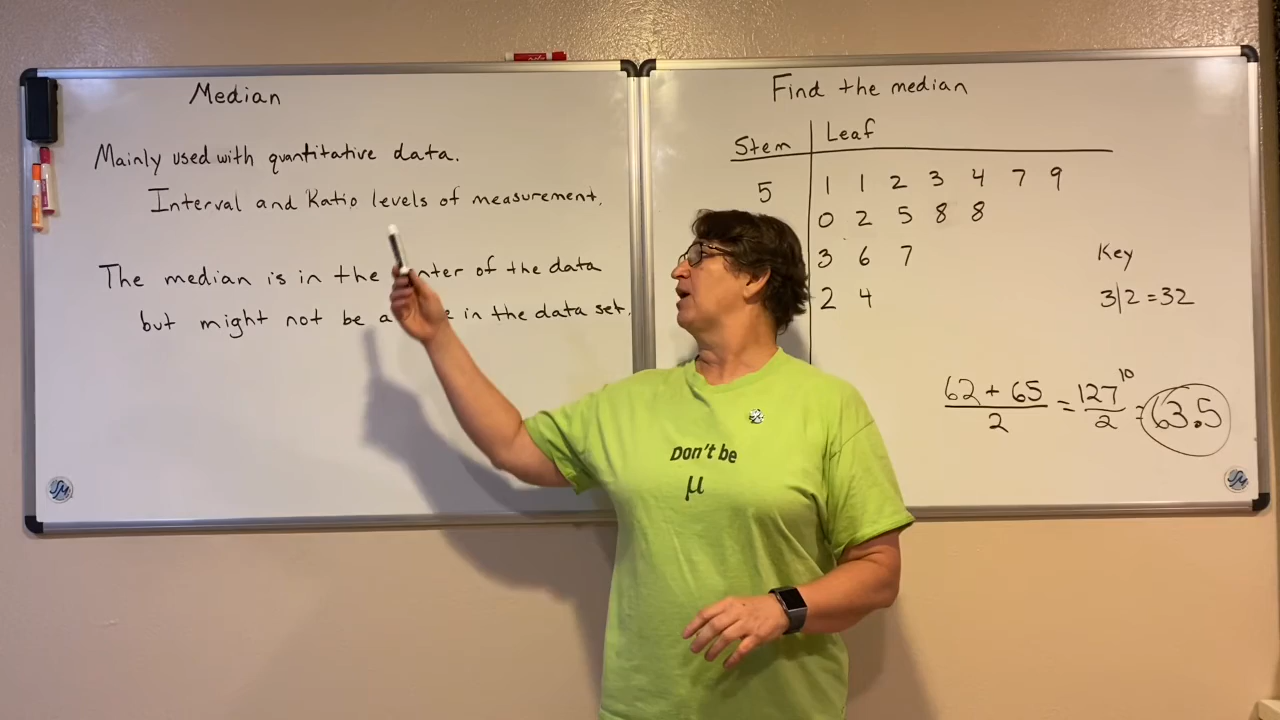 Median
Mainly used with quantitative data.
Interval and Ratio levels of measurement.
The median is in the of the data
but might not be a in the data set.
Find the median
Stem Leaf
5 1 1 2 3 4 7 9
0 2 5 8 8
3 6 7
2 4
Key
3|2 = 32
62 + 65 / 2 = 127 / 2 = 63.5
10
Don't be
μ
SM
SM